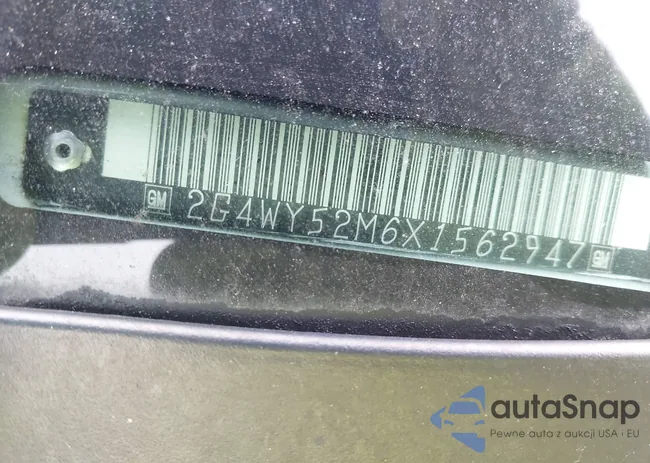 GM 2G4WY52M6X1562947 GM
autaSnap
Pewne auta z aukcji USA • EU